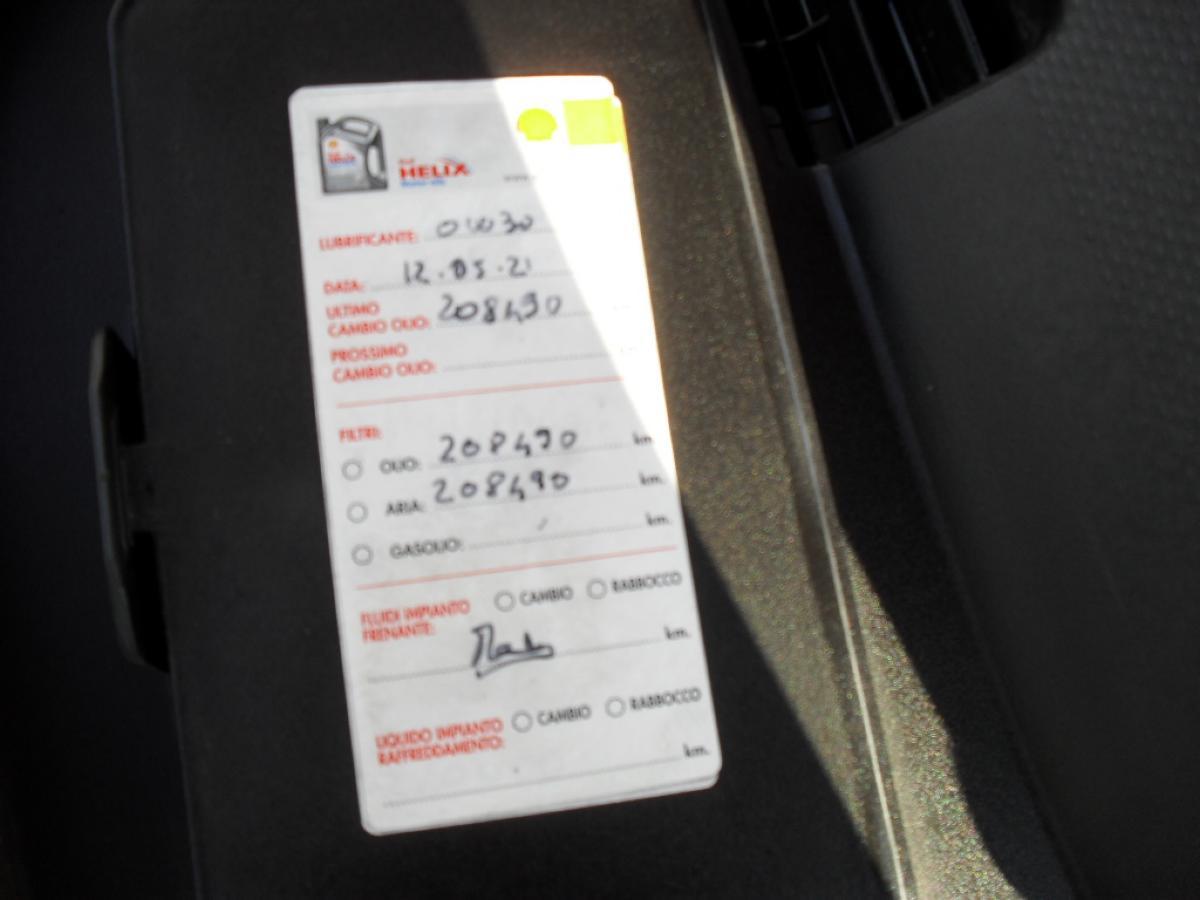 HELIX
LUBRIFICANTE: 0W30
DATA: 12.05.21
ULTIMO
CAMBIO OLIO: 208490
PROSSIMO
CAMBIO OLIO:
FILTRI:
OLIO: 208490 km.
ARIA: 208490 km.
GASOLIO: km.
FLUIDI IMPIANTO FRENANTE: CAMBIO RABBOCCO
km.
LIQUIDO IMPIANTO RAFFREDDAMENTO: CAMBIO RABBOCCO
km.